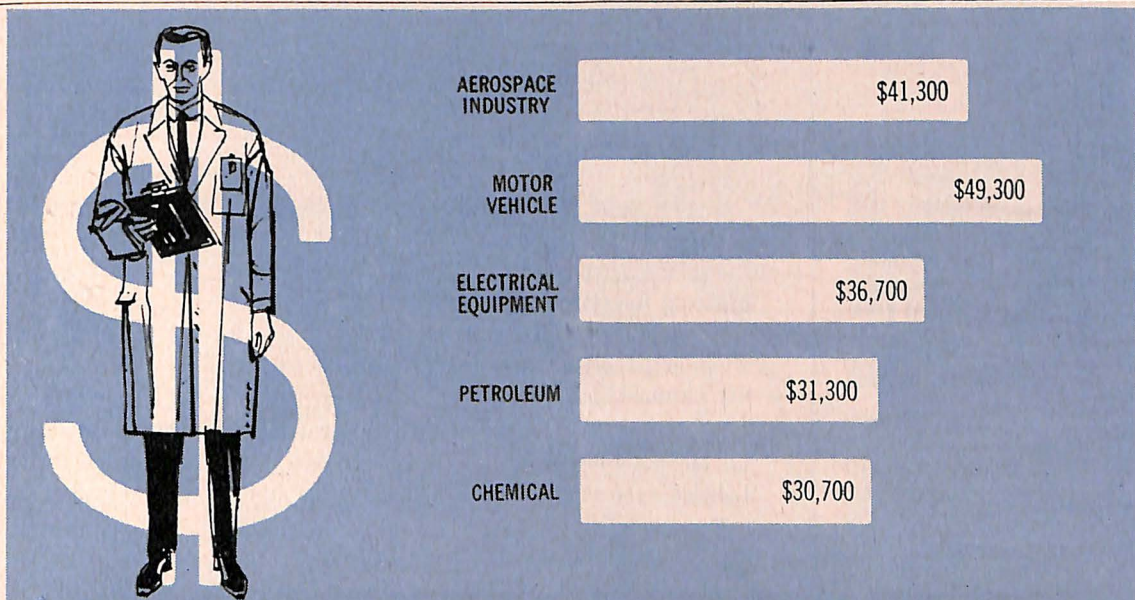 AEROSPACE
INDUSTRY
$41,300
MOTOR
VEHICLE
$49,300
ELECTRICAL
EQUIPMENT
$36,700
PETROLEUM
$31,300
CHEMICAL
$30,700